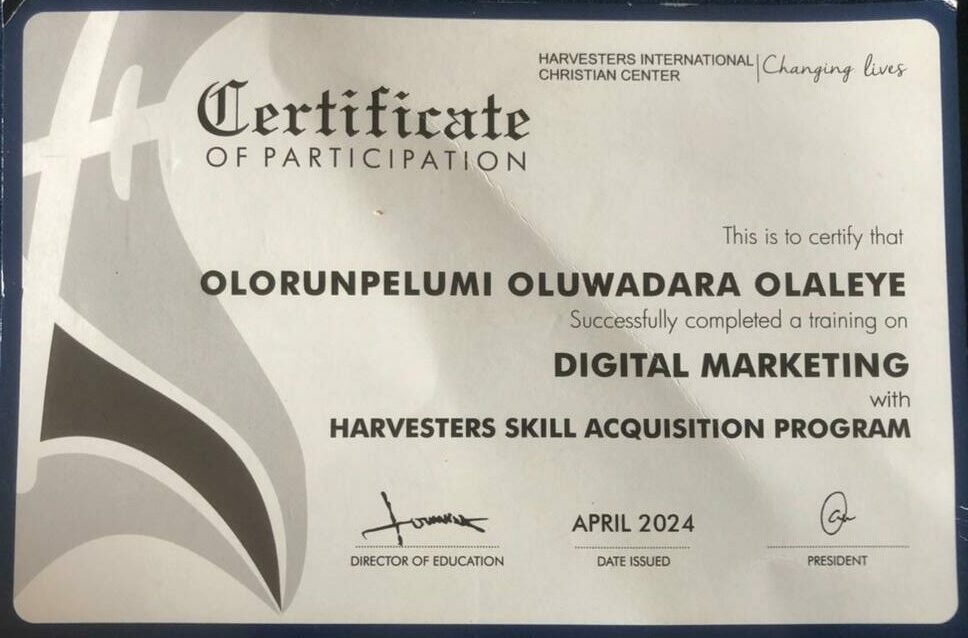 HARVESTERS INTERNATIONAL
CHRISTIAN CENTER
Changing lives
Certificate
OF PARTICIPATION
This is to certify that
OLORUNPELUMI OLUWADARA OLALEYE
Successfully completed a training on
DIGITAL MARKETING
with
HARVESTERS SKILL ACQUISITION PROGRAM
APRIL 2024
DIRECTOR OF EDUCATION
DATE ISSUED
PRESIDENT